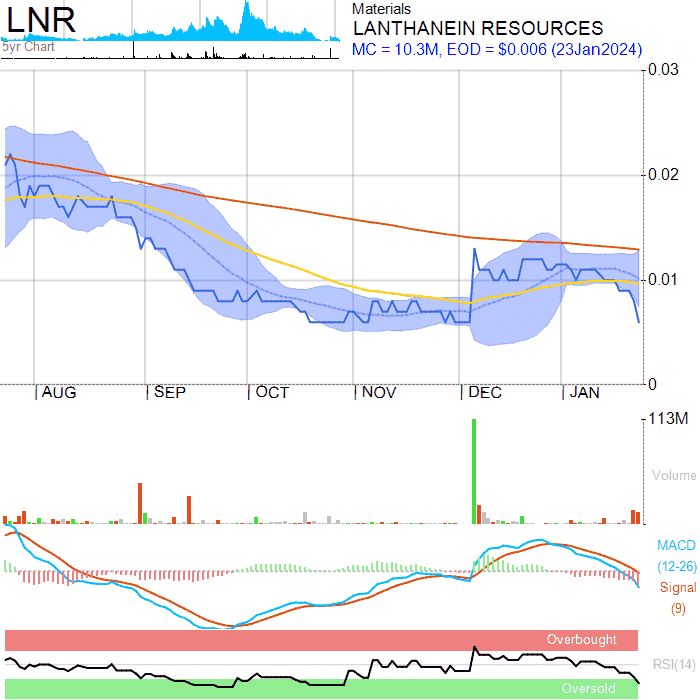 LNR
5yr Chart
Materials
LANTHANEIN RESOURCES
MC = 10.3M, EOD = $0.006 (23Jan2024)
0.03
0.02
0.01
0
AUG SEP OCT NOV DEC JAN
113M
Volume
MACD
(12-26)
Signal
(9)
Overbought
RSI(14)
Oversold